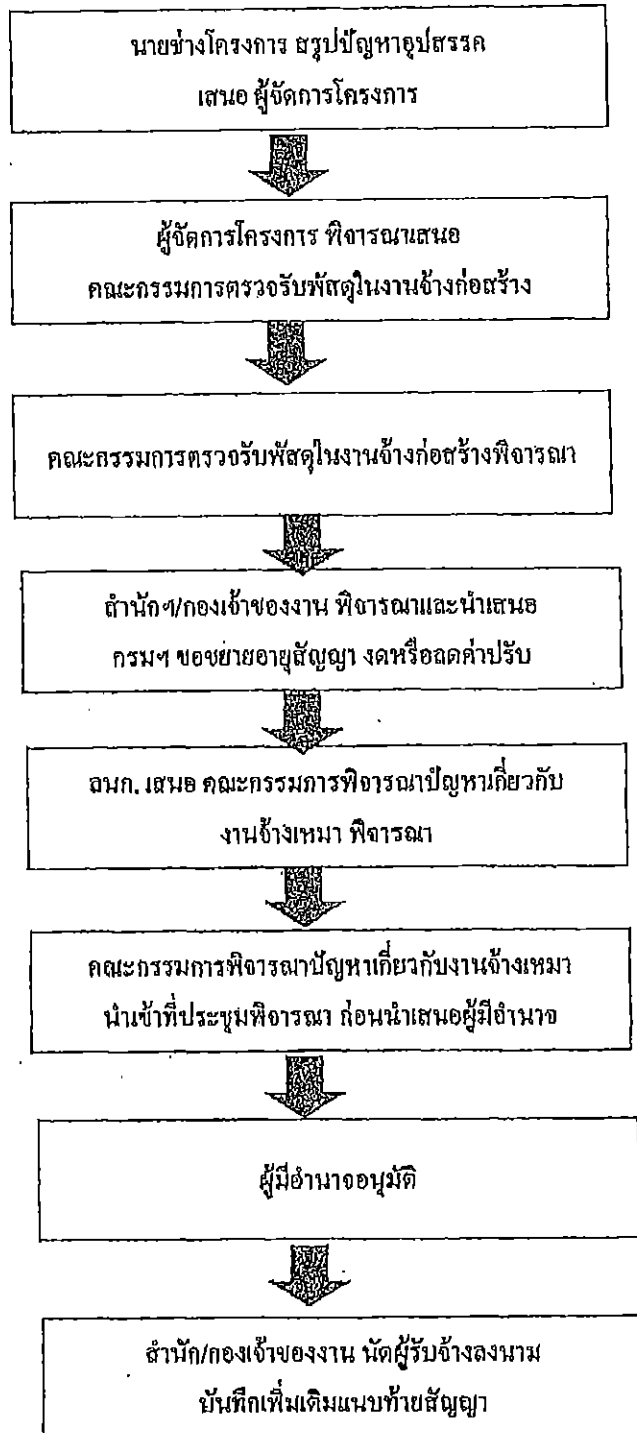 นายช่างโครงการ สรุปปัญหาอุปสรรค
เสนอ ผู้จัดการโครงการ
ผู้จัดการโครงการ พิจารณาเสนอ
คณะกรรมการตรวจรับพัสดุในงานจ้างก่อสร้าง
คณะกรรมการตรวจรับพัสดุในงานจ้างก่อสร้างพิจารณา
สำนักฯ/กองเจ้าของงาน พิจารณาและนำเสนอ
กรมฯ ขอขยายอายุสัญญา งดหรือลดค่าปรับ
ลนก. เสนอ คณะกรรมการพิจารณาปัญหาเกี่ยวกับ
งานจ้างเหมา พิจารณา
คณะกรรมการพิจารณาปัญหาเกี่ยวกับงานจ้างเหมา
นำเข้าที่ประชุมพิจารณา ก่อนนำเสนอผู้มีอำนาจ
ผู้มีอำนาจอนุมัติ
สำนัก/กองเจ้าของงาน นัดผู้รับจ้างลงนาม
บันทึกเพิ่มเติมแนบท้ายสัญญา